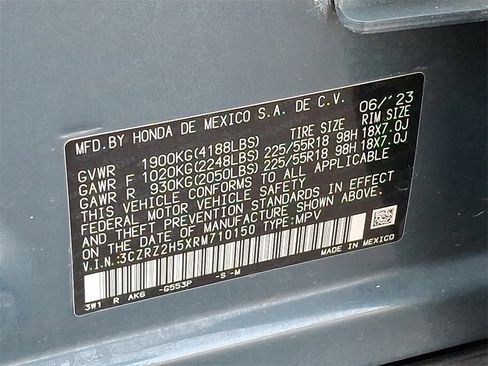 MFD.BY HONDA DE MEXICO S.A. DE C.V. 06/'23
TIRE SIZE RIM SIZE
GVWR 1900KG(4188LBS)
GAWR F 1020KG(2248LBS) 225/55R18 98H 18X7.0J
GAWR R 930KG(2050LBS) 225/55R18 98H 18X7.0J
THIS VEHICLE CONFORMS TO ALL APPLICABLE
FEDERAL MOTOR VEHICLE SAFETY
AND THEFT PREVENTION STANDARDS IN EFFECT
ON THE DATE OF MANUFACTURE SHOWN ABOVE.
V.I.N.:3CZRZ2H5XRM710150 TYPE:MPV
3W1 R AK6 -G553P -S -M MADE IN MEXICO